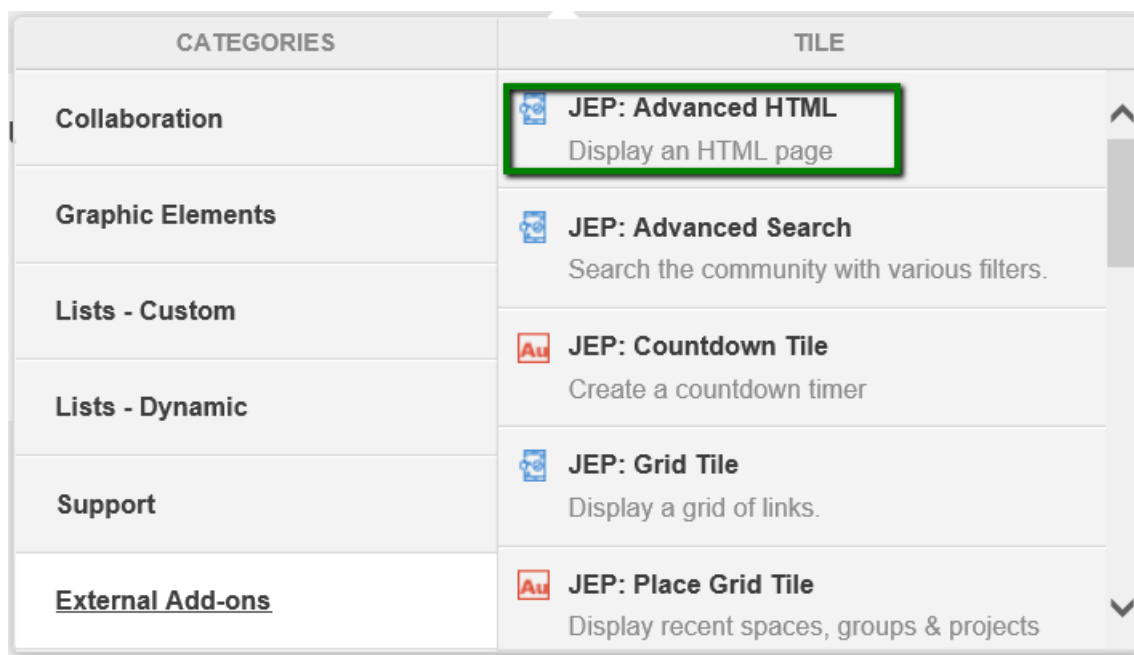 CATEGORIES
TILE
Collaboration
Graphic Elements
Lists - Custom
Lists - Dynamic
Support
External Add-ons
JEP: Advanced HTML
Display an HTML page
JEP: Advanced Search
Search the community with various filters.
Au JEP: Countdown Tile
Create a countdown timer
JEP: Grid Tile
Display a grid of links.
Au JEP: Place Grid Tile
Display recent spaces, groups & projects